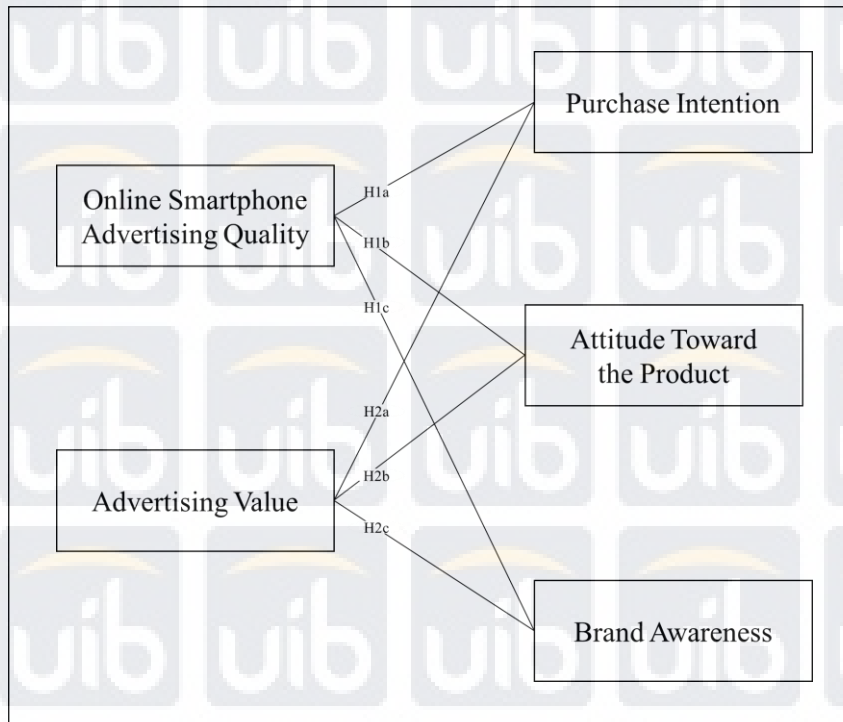 Purchase Intention
Online Smartphone
Advertising Quality
H1a
H1b
H1c
Attitude Toward
the Product
H2a
H2b
H2c
Advertising Value
Brand Awareness
uib